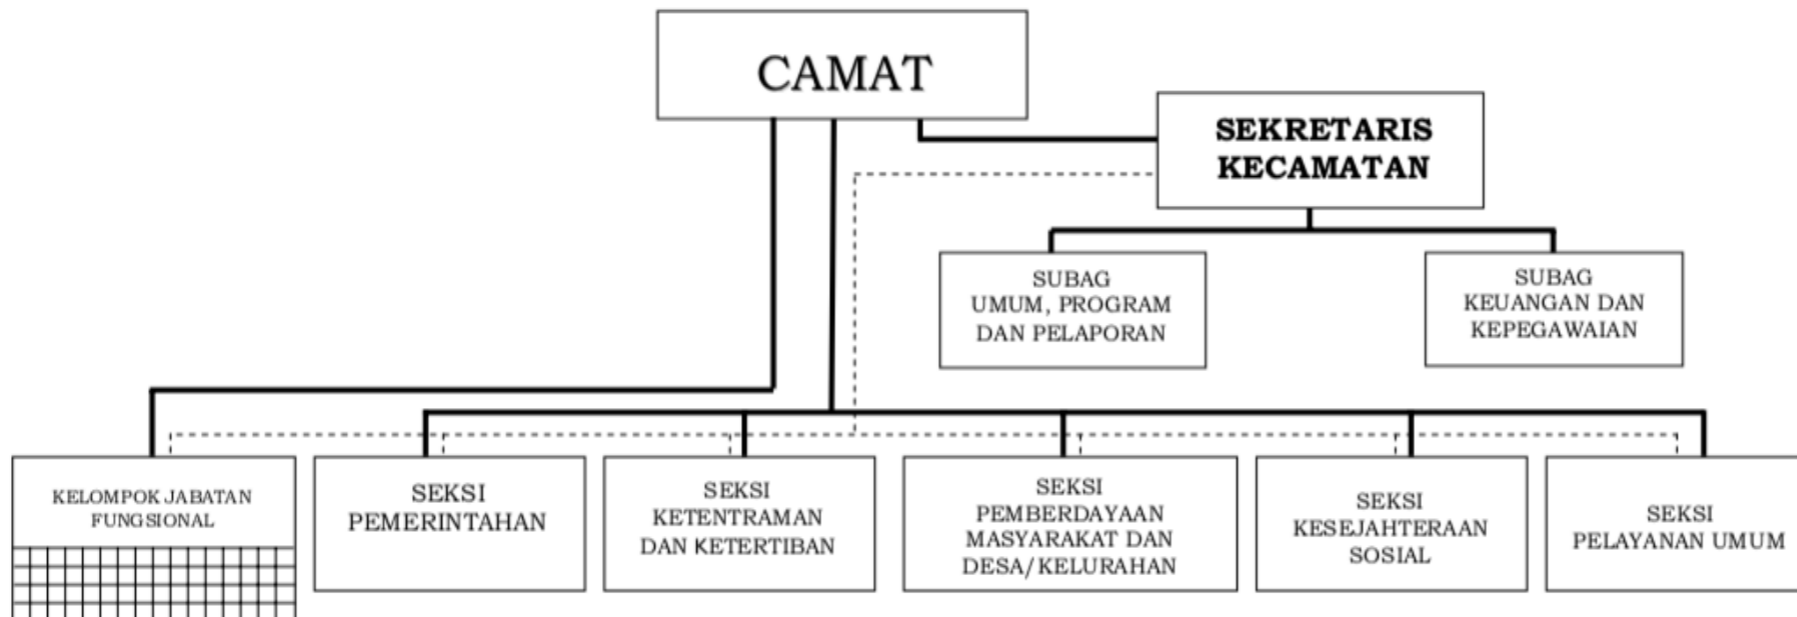 CAMAT
SEKRETARIS
KECAMATAN
SUBAG
UMUM, PROGRAM
DAN PELAPORAN
SUBAG
KEUANGAN DAN
KEPEGAWAIAN
KELOMPOK JABATAN
FUNGSIONAL
SEKSI
PEMERINTAHAN
SEKSI
KETENTRAMAN
DAN KETERTIBAN
SEKSI
PEMBERDAYAAN
MASYARAKAT DAN
DESA/KELURAHAN
SEKSI
KESEJAHTERAAN
SOSIAL
SEKSI
PELAYANAN UMUM